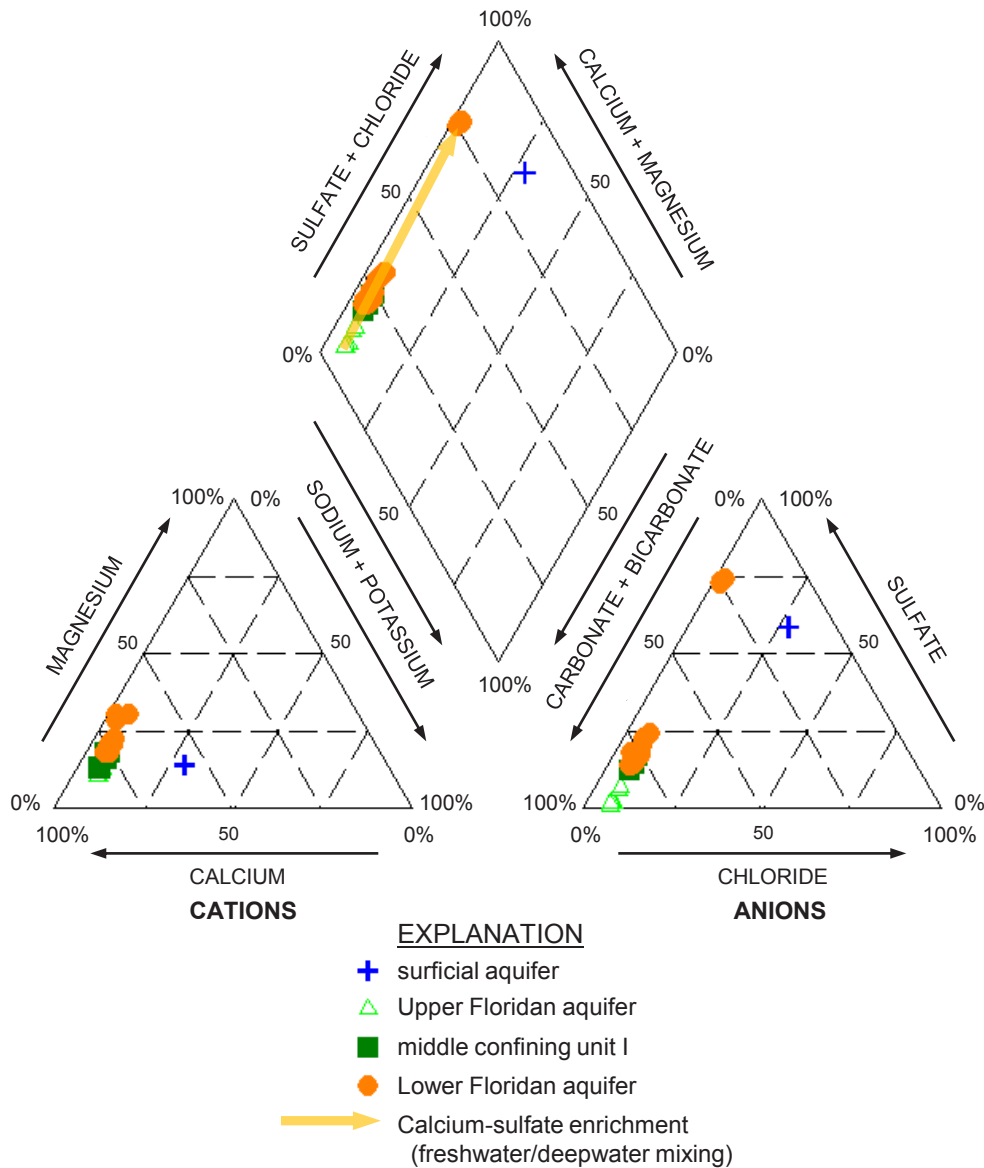 100%
SULFATE + CHLORIDE
CALCIUM + MAGNESIUM
50
50
0%
0%
SODIUM + POTASSIUM
CARBONATE + BICARBONATE
50
50
100%
100%
0%
MAGNESIUM
50
50
0%
100%
100%
50
0%
CALCIUM
CATIONS
0%
100%
SULFATE
50
50
100%
0%
0%
50
100%
CHLORIDE
ANIONS
EXPLANATION
surficial aquifer
Upper Floridan aquifer
middle confining unit I
Lower Floridan aquifer
Calcium-sulfate enrichment
(freshwater/deepwater mixing)